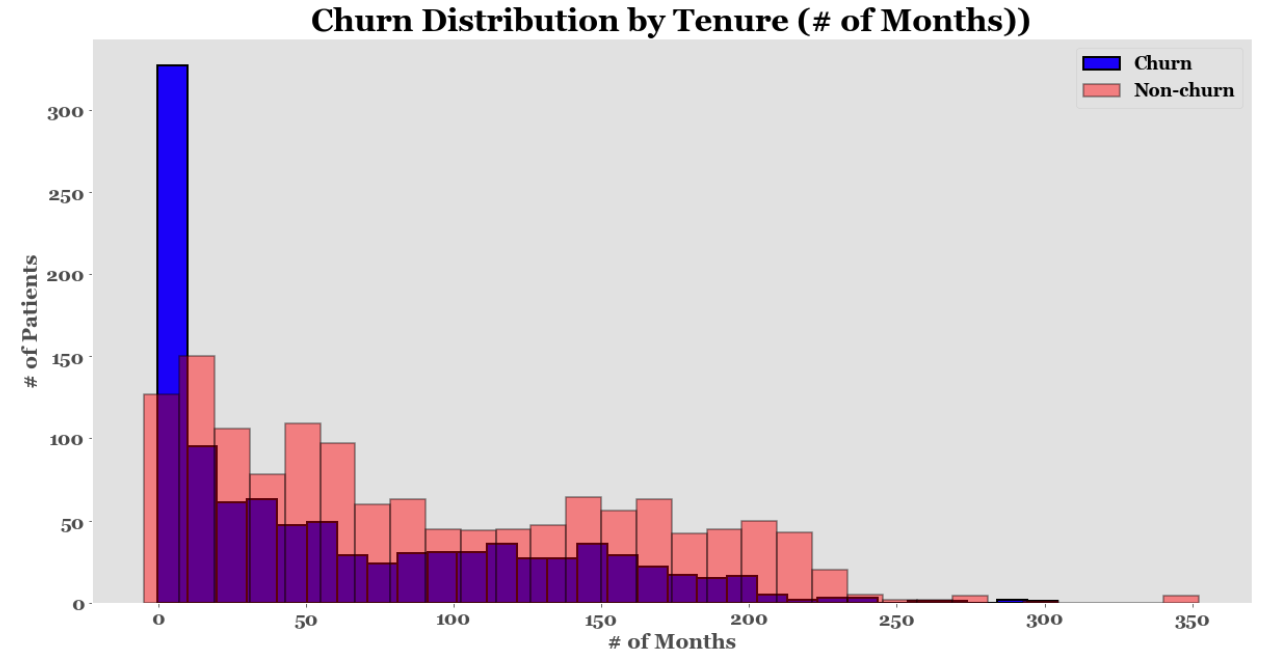 Churn Distribution by Tenure (# of Months))
Churn
Non-churn
# of Patients
300
250
200
150
100
50
0
0 50 100 150 200 250 300 350
# of Months